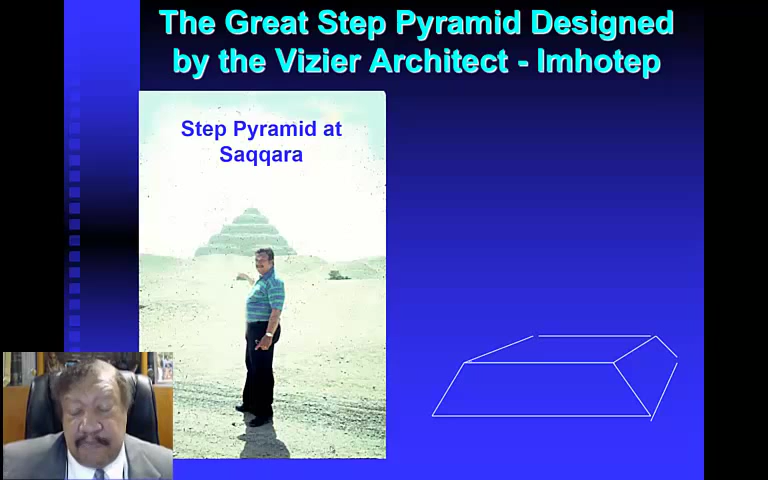 The Great Step Pyramid Designed
by the Vizier Architect - Imhotep
Step Pyramid at
Saqqara